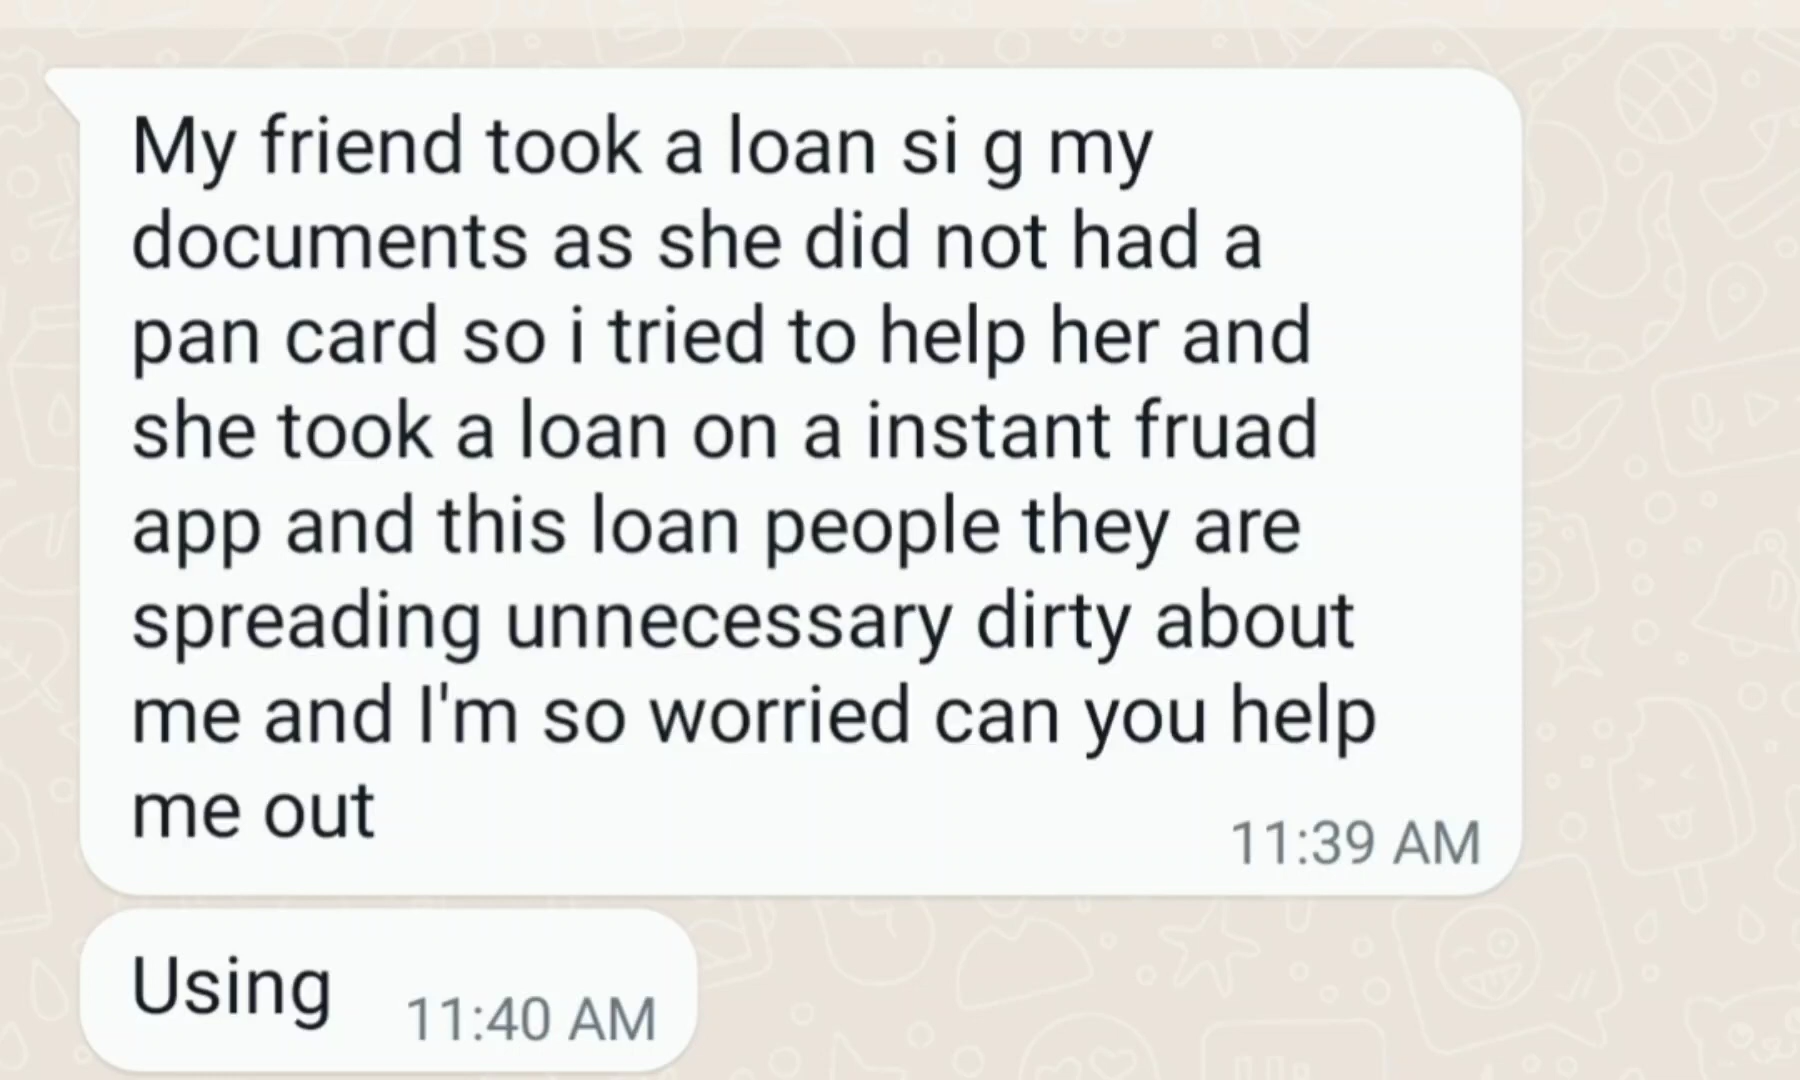 My friend took a loan si g my
documents as she did not had a
pan card so i tried to help her and
she took a loan on a instant fruad
app and this loan people they are
spreading unnecessary dirty about
me and I'm so worried can you help
me out
11:39 AM
Using
11:40 AM